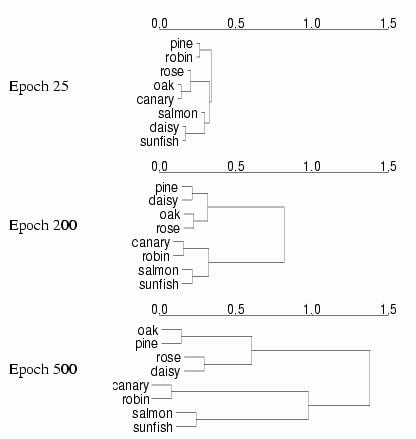 0.0 0.5 1.0 1.5
pine
robin
rose
Epoch 25
oak
canary
salmon
daisy
sunfish
0.0 0.5 1.0 1.5
pine
daisy
oak
Epoch 200
rose
canary
robin
salmon
sunfish
0.0 0.5 1.0 1.5
oak
pine
rose
Epoch 500
daisy
canary
robin
salmon
sunfish